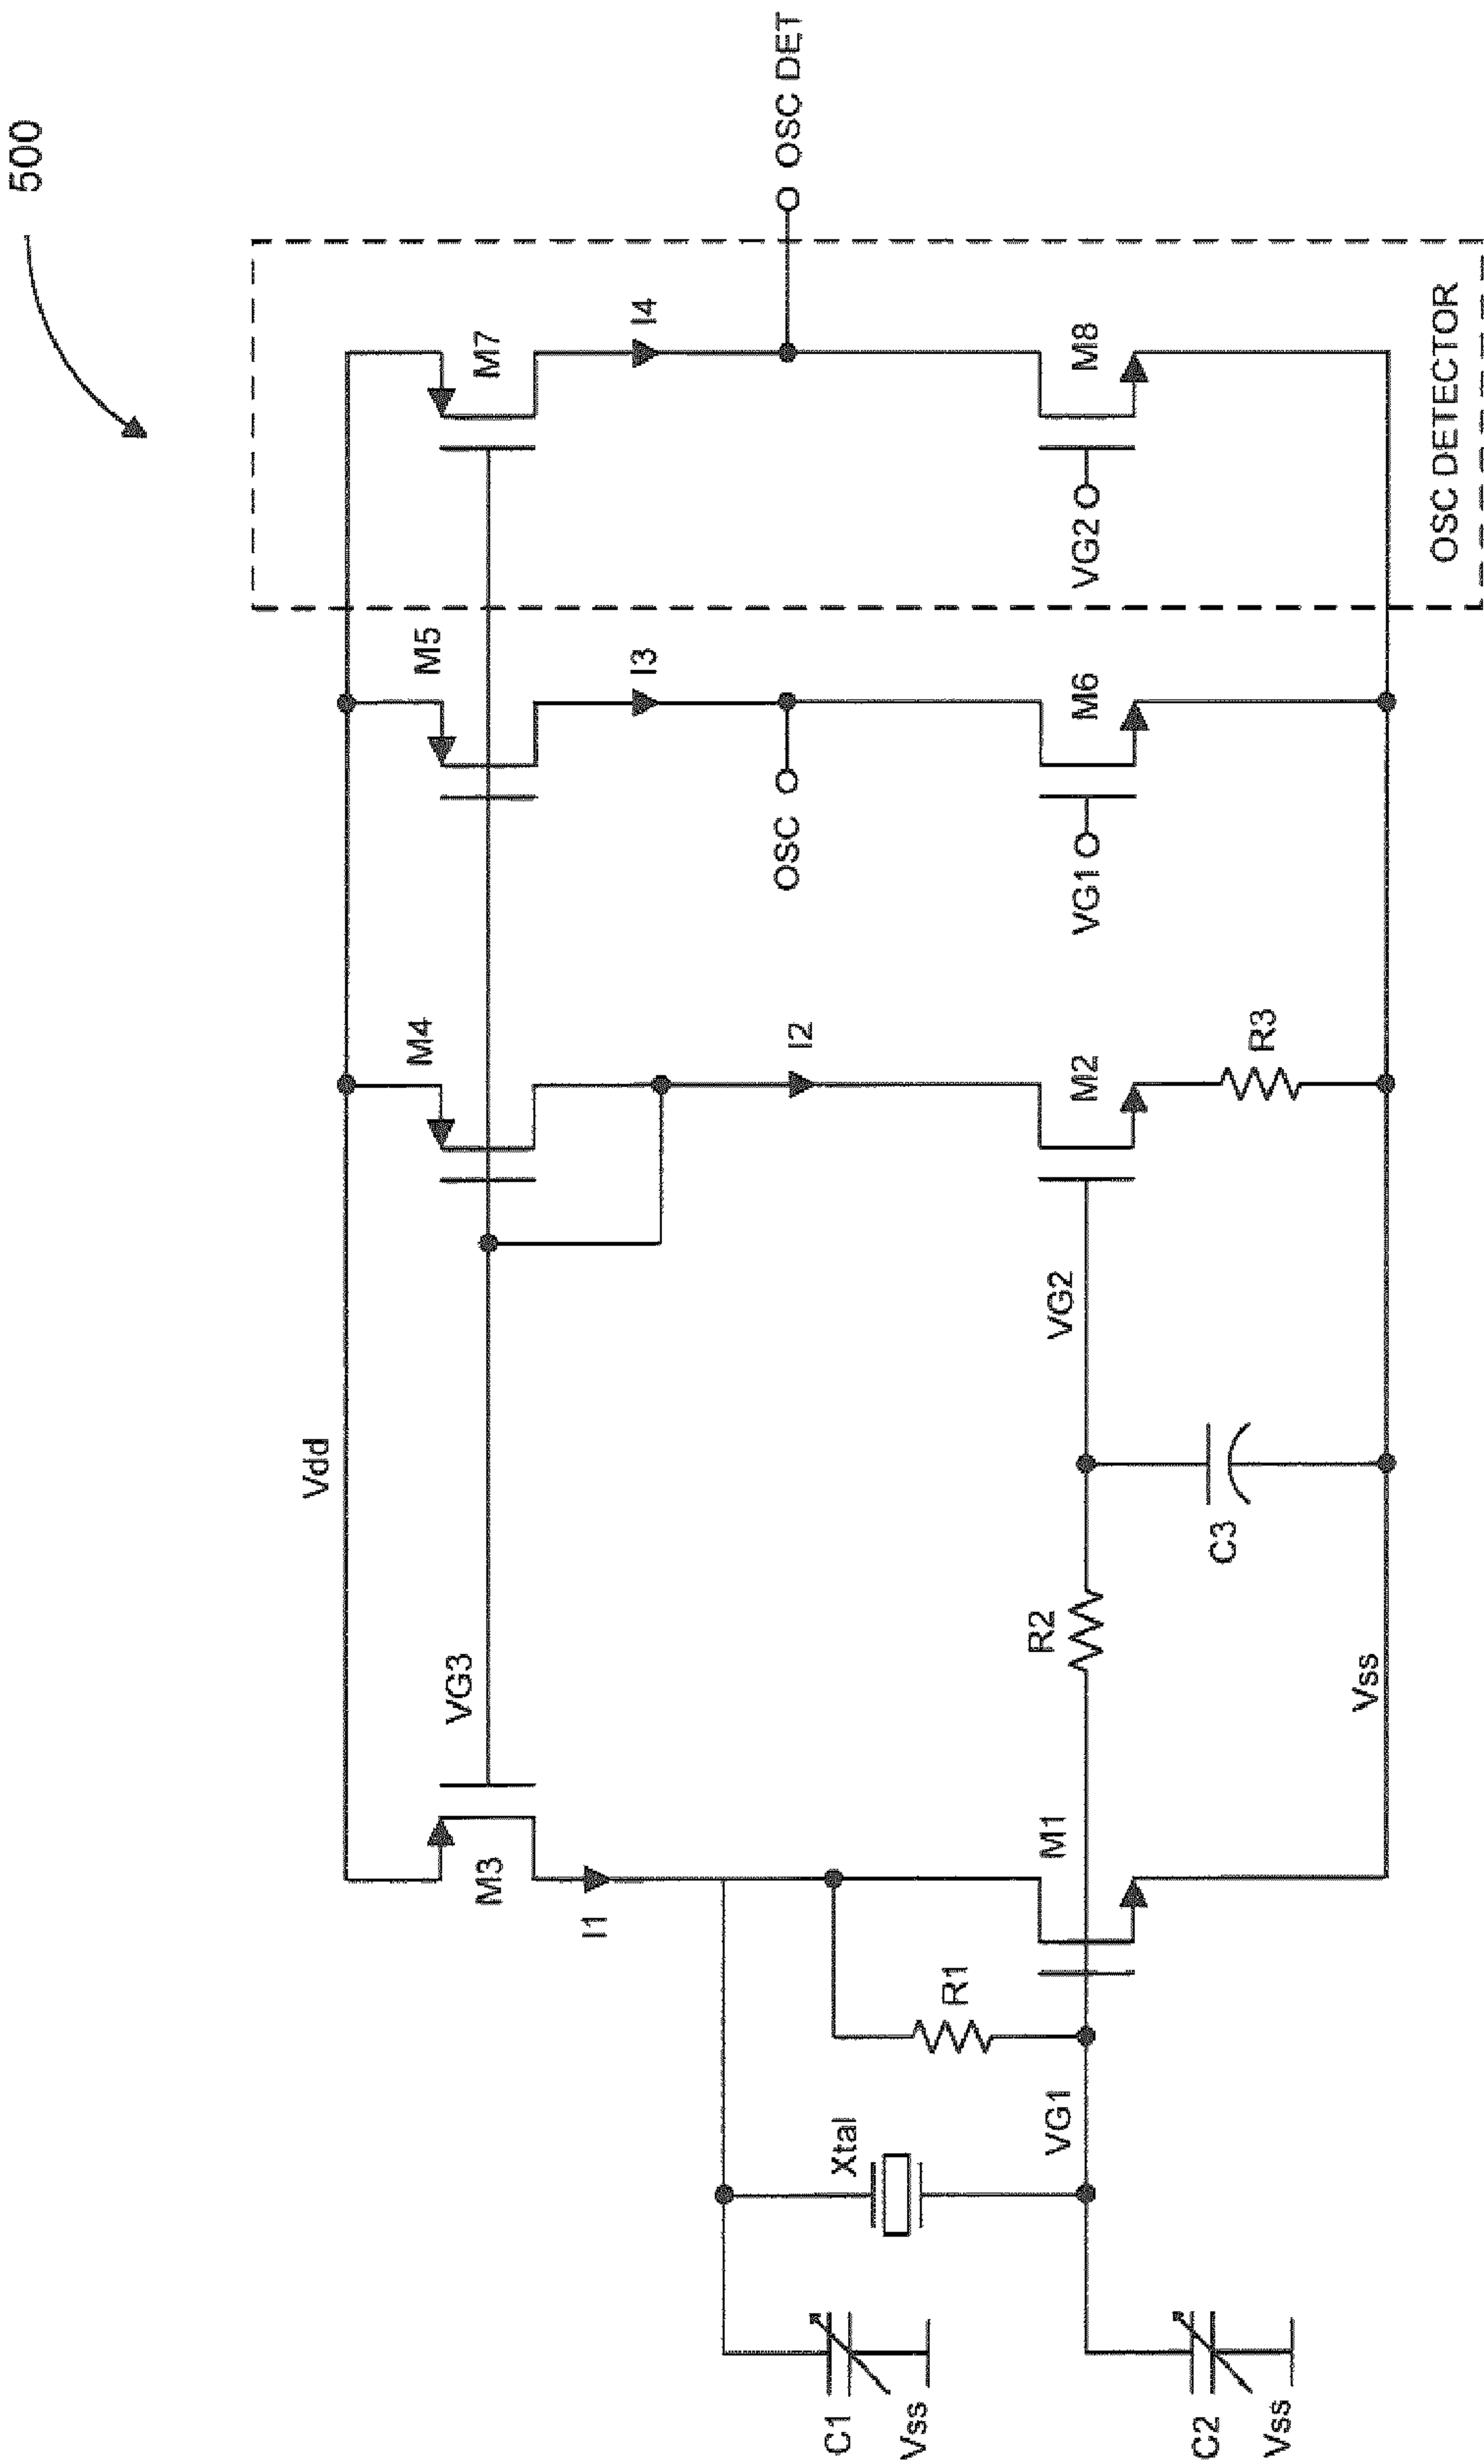 500
Vdd
M3
VG3
M4
M5
M7
I1
I2
I3
I4
OSC
OSC DET
C1
Vss
Xtal
R1
M1
VG1
R2
VG2
M2
VG1
M6
VG2
M8
C2
Vss
C3
R3
Vss
OSC DETECTOR